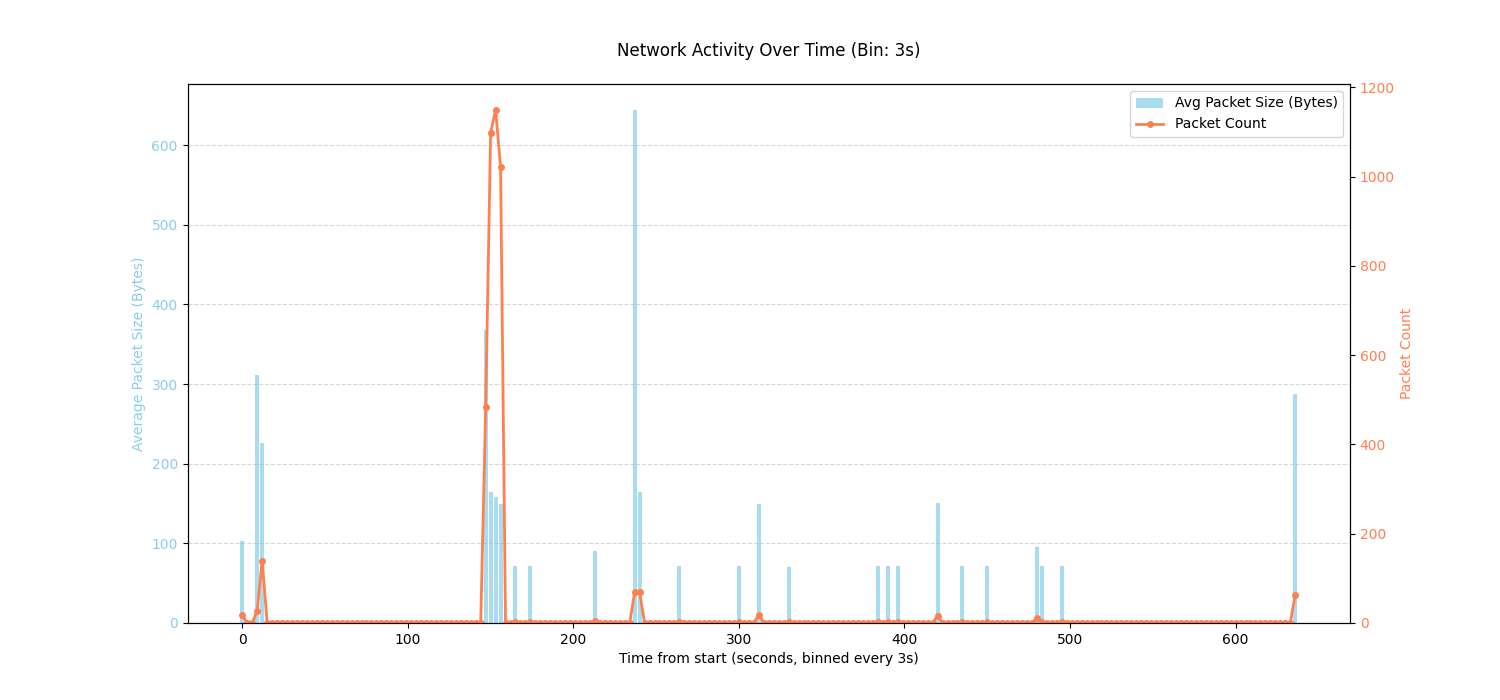 Network Activity Over Time (Bin: 3s)
Avg Packet Size (Bytes)
Packet Count
600
500
400
300
200
100
0
Average Packet Size (Bytes)
1200
1000
800
600
400
200
0
Packet Count
0 100 200 300 400 500 600
Time from start (seconds, binned every 3s)